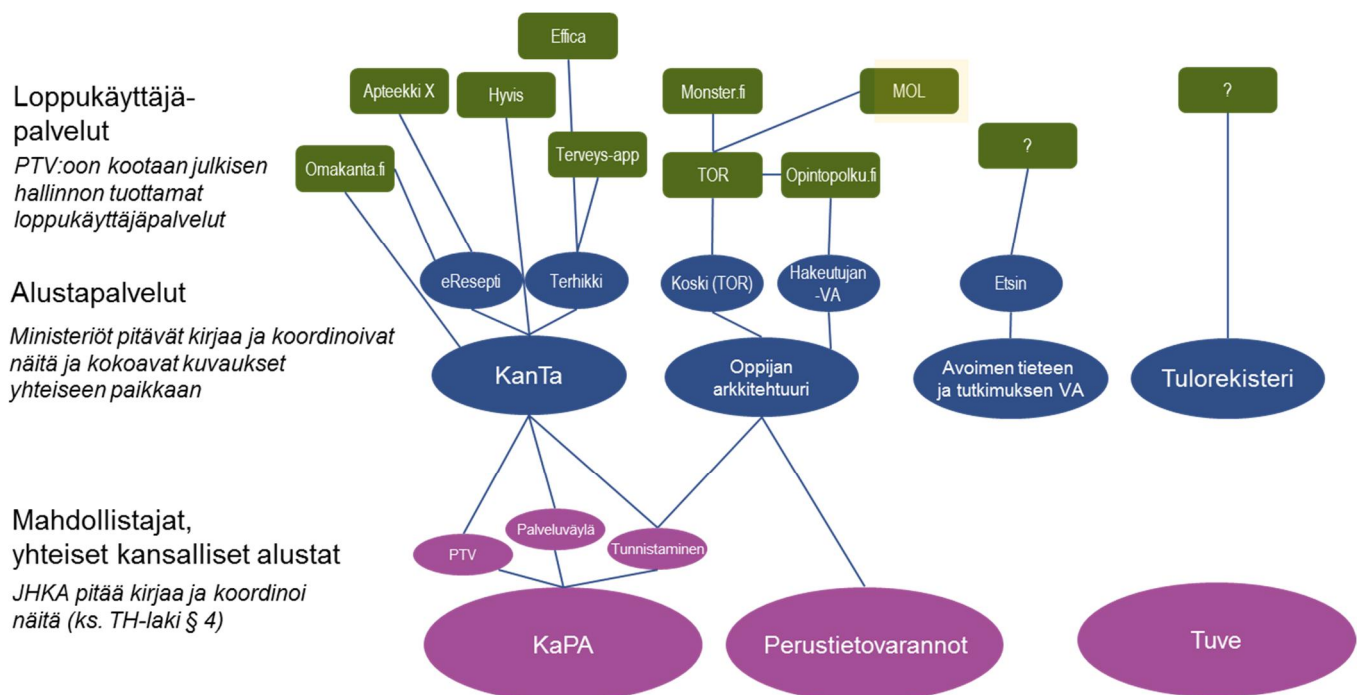 Effica
Apteekki X
Hyvis
Monster.fi
MOL
?
Loppukäyttäjä-
palvelut
PTV:oon kootaan julkisen
hallinnon tuottamat
loppukäyttäjäpalvelut
Omakanta.fi
Terveys-app
TOR
Opintopolku.fi
?
Alustapalvelut
Ministeriöt pitävät kirjaa ja koordinoivat
näitä ja kokoavat kuvaukset
yhteiseen paikkaan
eResepti
Terhikki
Koski (TOR)
Hakeutujan
-VA
Etsin
KanTa
Oppijan
arkkitehtuuri
Avoimen tieteen
ja tutkimuksen VA
Tulorekisteri
Mahdollistajat,
yhteiset kansalliset alustat
JHKA pitää kirjaa ja koordinoi
näitä (ks. TH-laki § 4)
PTV
Palveluväylä
Tunnistaminen
KaPA
Perustietovarannot
Tuve